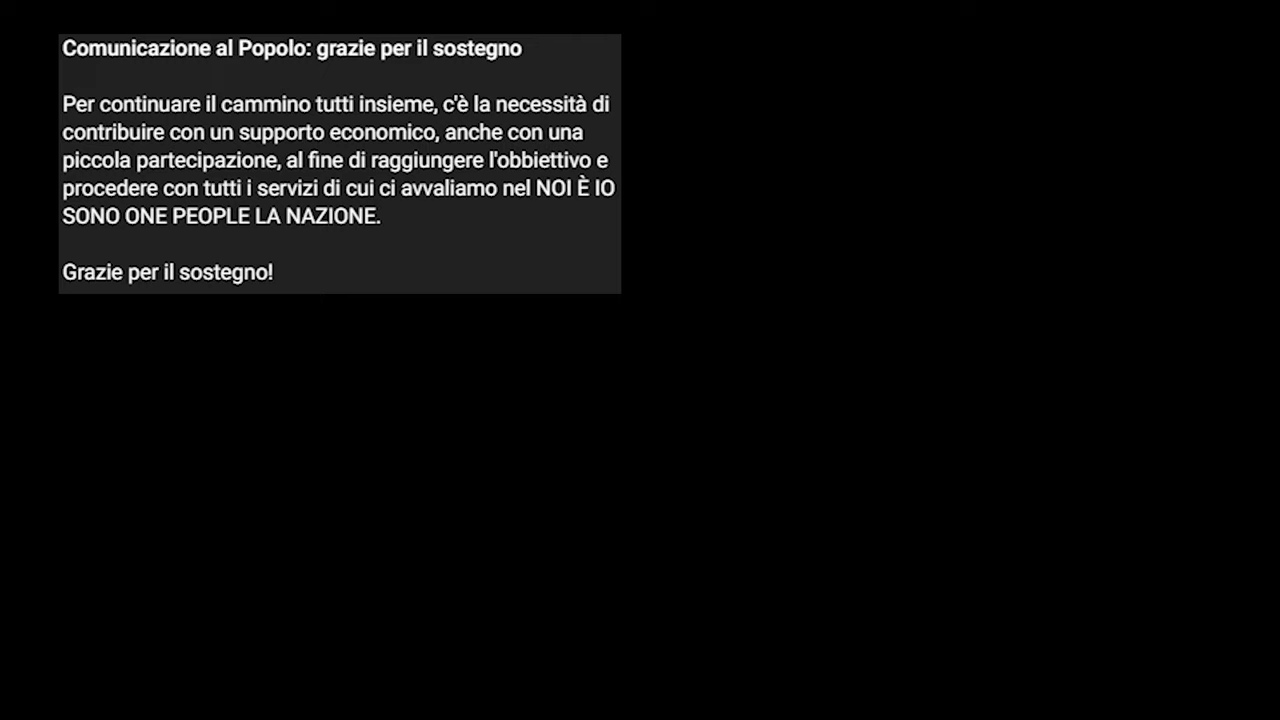 Comunicazione al Popolo: grazie per il sostegno
Per continuare il cammino tutti insieme, c'è la necessità di
contribuire con un supporto economico, anche con una
piccola partecipazione, al fine di raggiungere l'obbiettivo e
procedere con tutti i servizi di cui ci avvaliamo nel NOI È IO
SONO ONE PEOPLE LA NAZIONE.
Grazie per il sostegno!